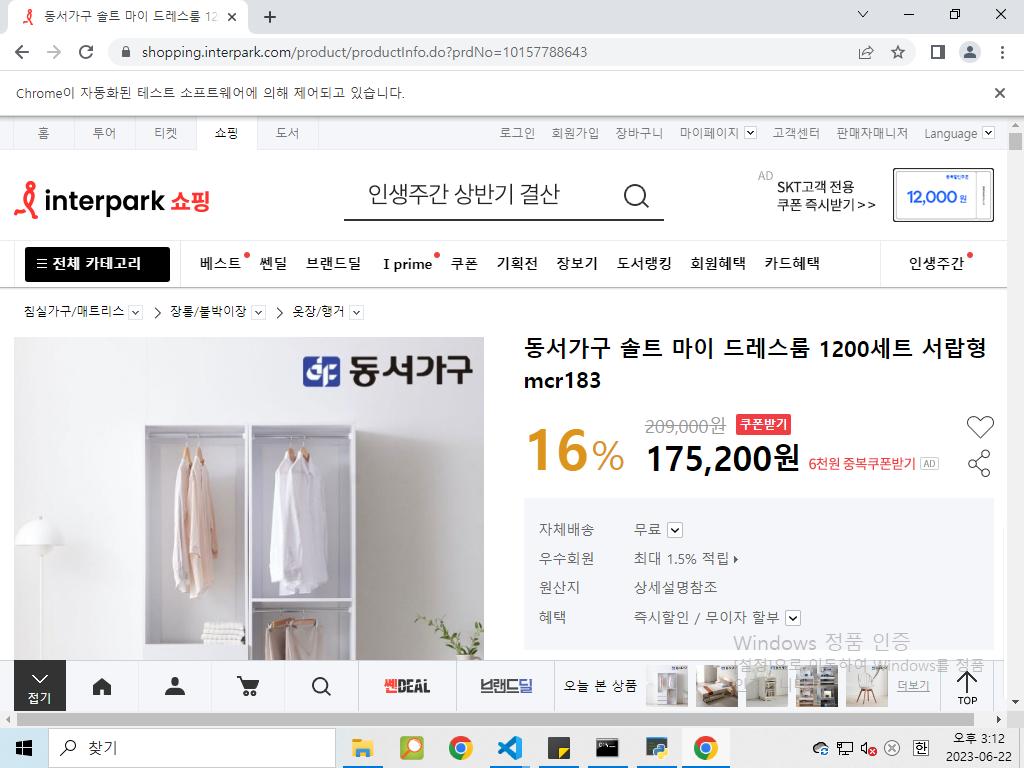 동서가구 솔트 마이 드레스룸 12
shopping.interpark.com/product/productInfo.do?prdNo=10157788643
Chrome이 자동화된 테스트 소프트웨어에 의해 제어되고 있습니다.
홈 투어 티켓 쇼핑 도서 로그인 회원가입 장바구니 마이페이지 고객센터 판매자매니저 Language
interpark 쇼핑
인생주간 상반기 결산
AD
SKT고객 전용
쿠폰 즉시받기>>
중복할인쿠폰
12,000원
전체 카테고리 베스트 쎈딜 브랜드딜 I prime 쿠폰 기획전 장보기 도서랭킹 회원혜택 카드혜택 인생주간
침실가구/매트리스 장롱/붙박이장 옷장/행거
동서가구
동서가구 솔트 마이 드레스룸 1200세트 서랍형
mcr183
16%
209,000원 쿠폰받기
175,200원 6천원 중복쿠폰받기 AD
자체배송 무료
우수회원 최대 1.5% 적립
원산지 상세설명참조
혜택 즉시할인 / 무이자 할부
Windows 정품 인증
[설정]으로 이동하여 Windows를 정품
접기
쎈DEAL 브랜드딜 오늘 본 상품 더보기 TOP
찾기
한
오후 3:12
2023-06-22